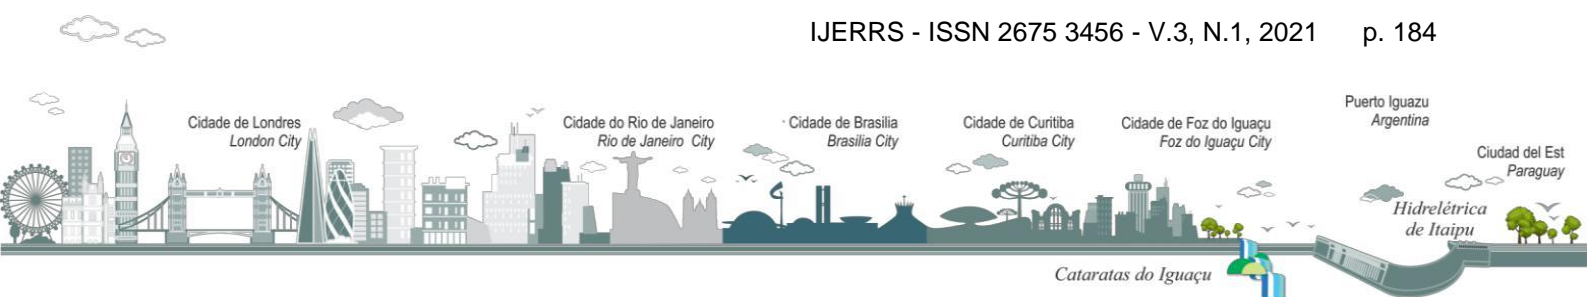 IJERRS - ISSN 2675 3456 - V.3, N.1, 2021 p. 184
Cidade de Londres
London City
Cidade do Rio de Janeiro
Rio de Janeiro City
Cidade de Brasilia
Brasilia City
Cidade de Curitiba
Curitiba City
Cidade de Foz do Iguaçu
Foz do Iguaçu City
Puerto Iguazu
Argentina
Ciudad del Est
Paraguay
Hidrelétrica
de Itaipu
Cataratas do Iguaçu